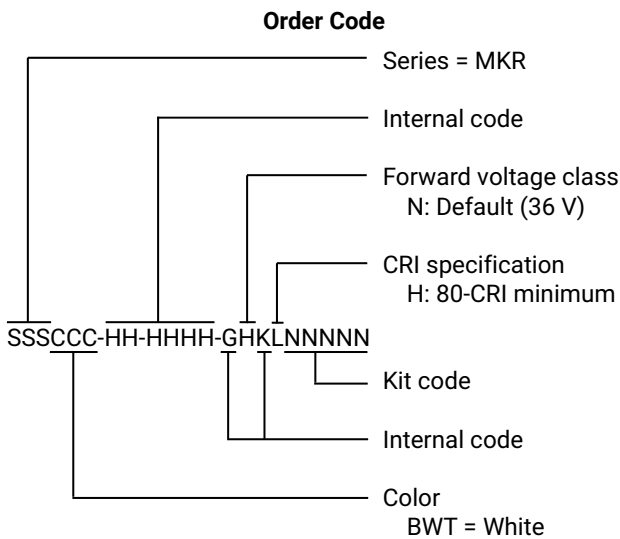 Order Code
Series = MKR
Internal code
Forward voltage class
N: Default (36 V)
CRI specification
H: 80-CRI minimum
SSSCCC-HH-HHHH-GHKLNNNNN
Kit code
Internal code
Color
BWT = White